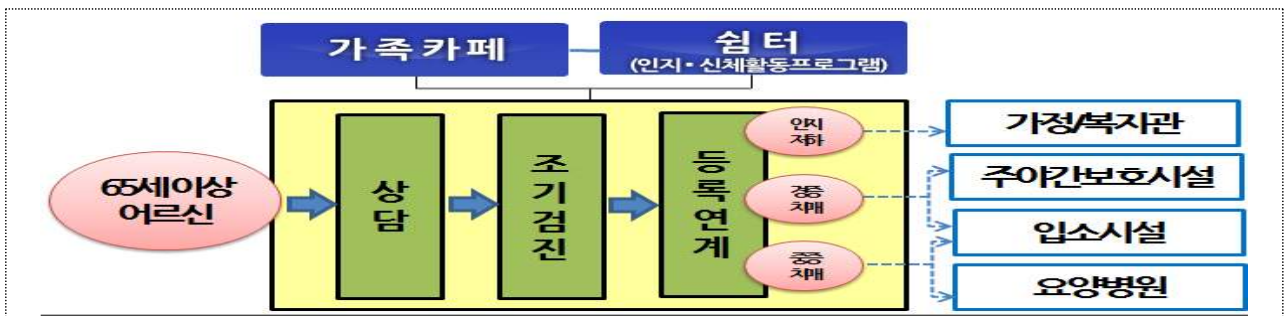 가족카페
쉼터
(인지·신체활동프로그램)
65세이상
어르신
상담
조기검진
등록연계
인지
저하
경증
치매
중증
치매
가정/복지관
주야간보호시설
입소시설
요양병원